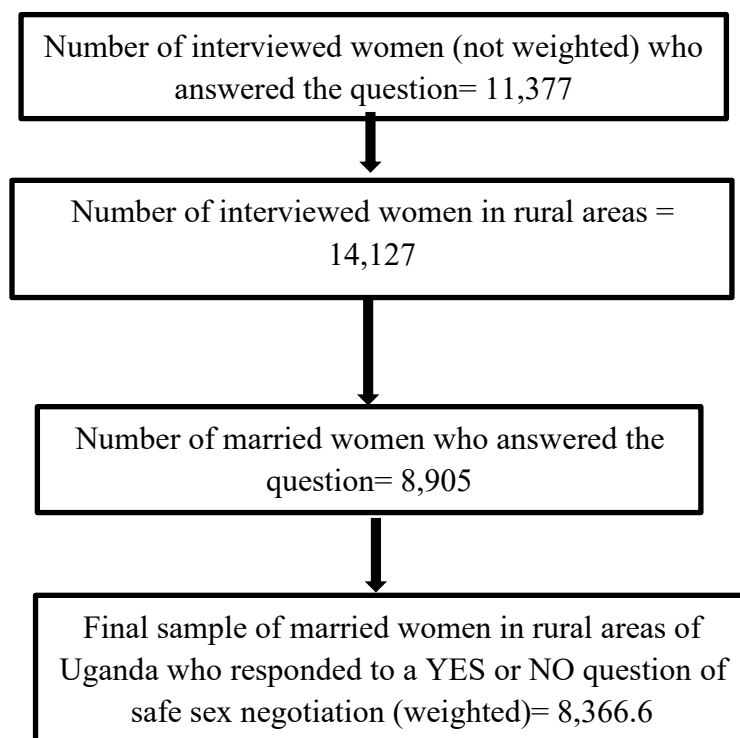 Number of interviewed women (not weighted) who
answered the question= 11,377
Number of interviewed women in rural areas =
14,127
Number of married women who answered the
question= 8,905
Final sample of married women in rural areas of
Uganda who responded to a YES or NO question of
safe sex negotiation (weighted)= 8,366.6